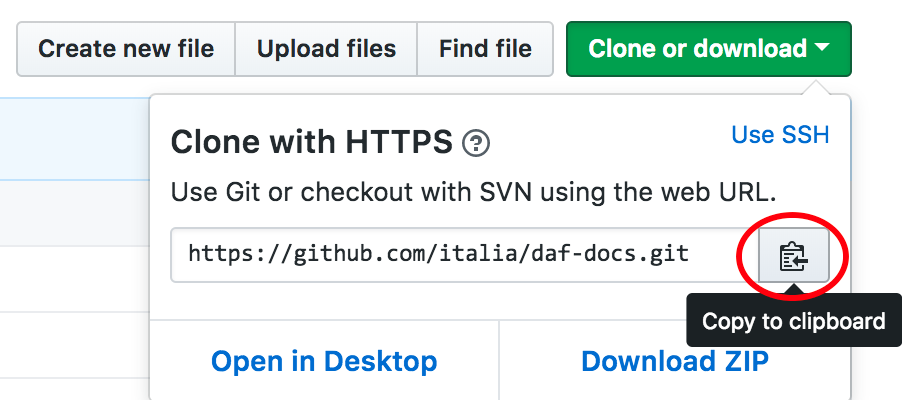 Create new file Upload files Find file Clone or download
Clone with HTTPS ? Use SSH
Use Git or checkout with SVN using the web URL.
https://github.com/italia/daf-docs.git
Copy to clipboard
Open in Desktop Download ZIP